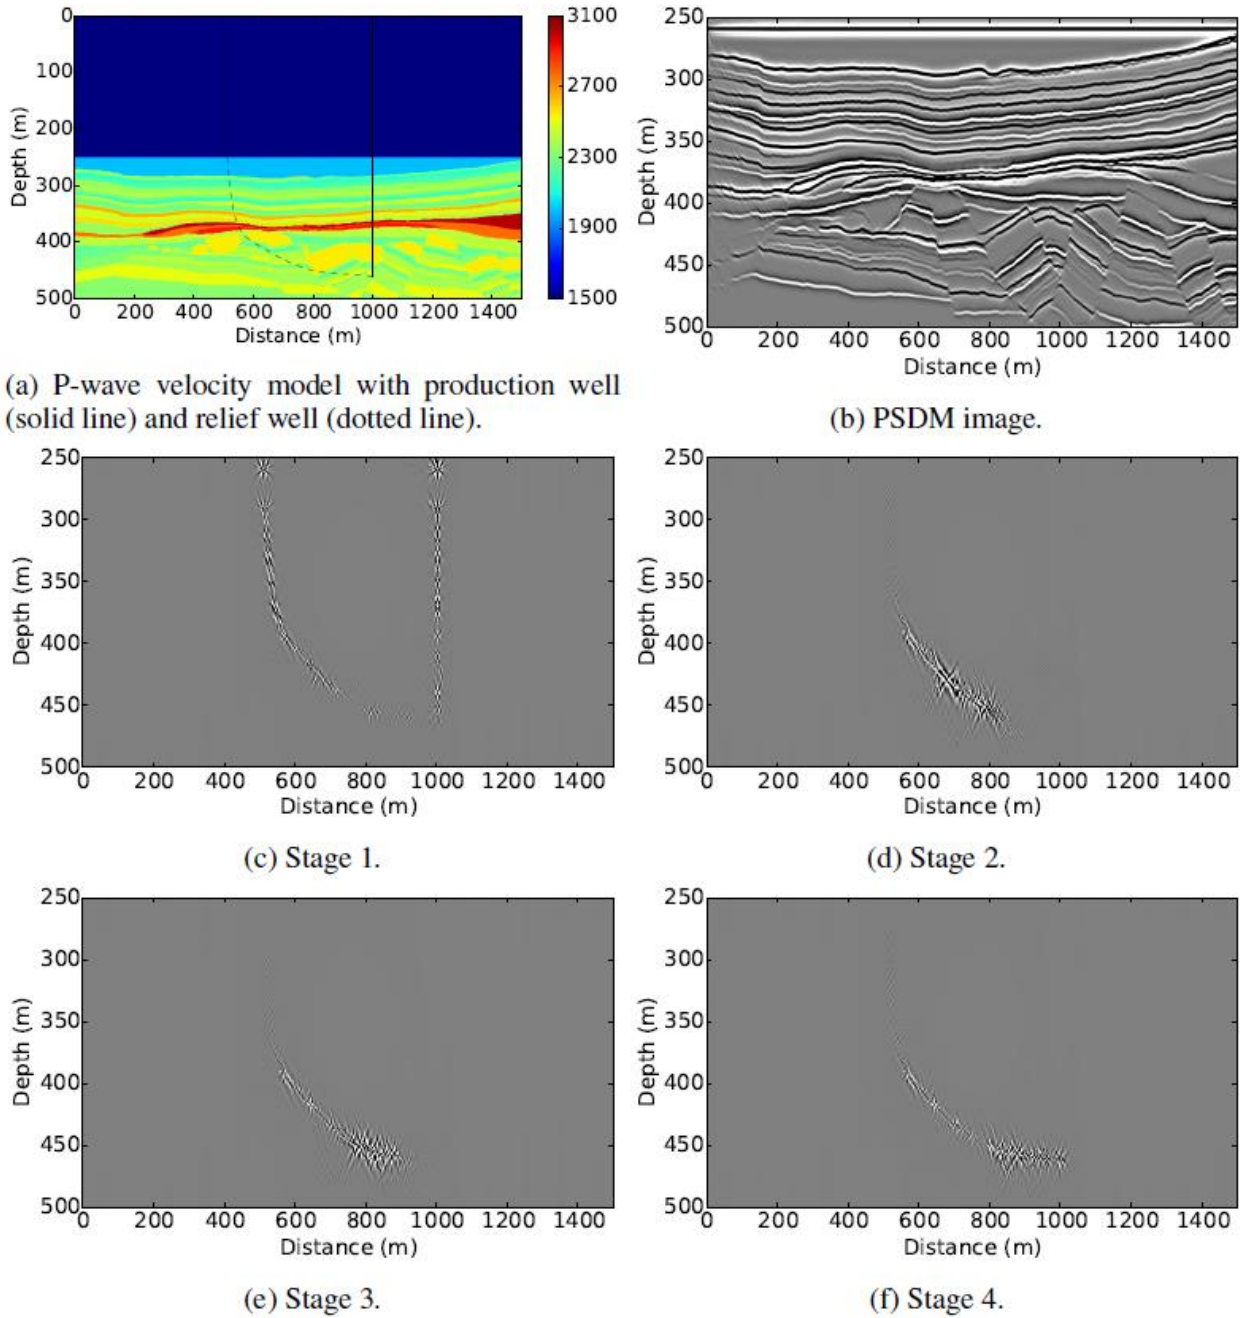 0
100
200
300
400
500
Depth (m)
0 200 400 600 800 1000 1200 1400
Distance (m)
3100
2700
2300
1900
1500
(a) P-wave velocity model with production well
(solid line) and relief well (dotted line).
250
300
350
400
450
500
Depth (m)
0 200 400 600 800 1000 1200 1400
Distance (m)
(b) PSDM image.
250
300
350
400
450
500
Depth (m)
0 200 400 600 800 1000 1200 1400
Distance (m)
(c) Stage 1.
250
300
350
400
450
500
Depth (m)
0 200 400 600 800 1000 1200 1400
Distance (m)
(d) Stage 2.
250
300
350
400
450
500
Depth (m)
0 200 400 600 800 1000 1200 1400
Distance (m)
(e) Stage 3.
250
300
350
400
450
500
Depth (m)
0 200 400 600 800 1000 1200 1400
Distance (m)
(f) Stage 4.